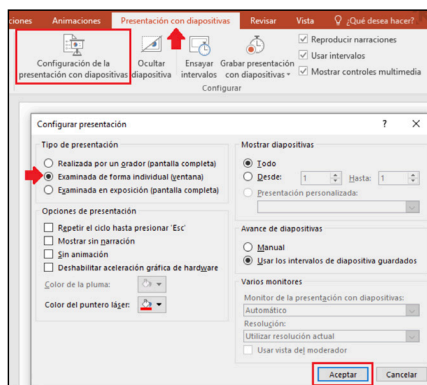 ciones Animaciones Presentación con diapositivas Revisar Vista ¿Qué desea hacer?
Configuración de la presentación con diapositivas
Ocultar diapositiva
Ensayar intervalos
Grabar presentación con diapositivas
Reproducir narraciones
Usar intervalos
Mostrar controles multimedia
Configurar
Configurar presentación ? X
Tipo de presentación
Realizada por un orador (pantalla completa)
Examinada de forma individual (ventana)
Examinada en exposición (pantalla completa)
Opciones de presentación
Repetir el ciclo hasta presionar 'Esc'
Mostrar sin narración
Sin animación
Deshabilitar aceleración gráfica de hardware
Color de la pluma:
Color del puntero láser:
Mostrar diapositivas
Todo
Desde: 1 Hasta: 1
Presentación personalizada:
Avance de diapositivas
Manual
Usar los intervalos de diapositiva guardados
Varios monitores
Monitor de la presentación con diapositivas:
Automático
Resolución:
Utilizar resolución actual
Usar vista del moderador
Aceptar Cancelar